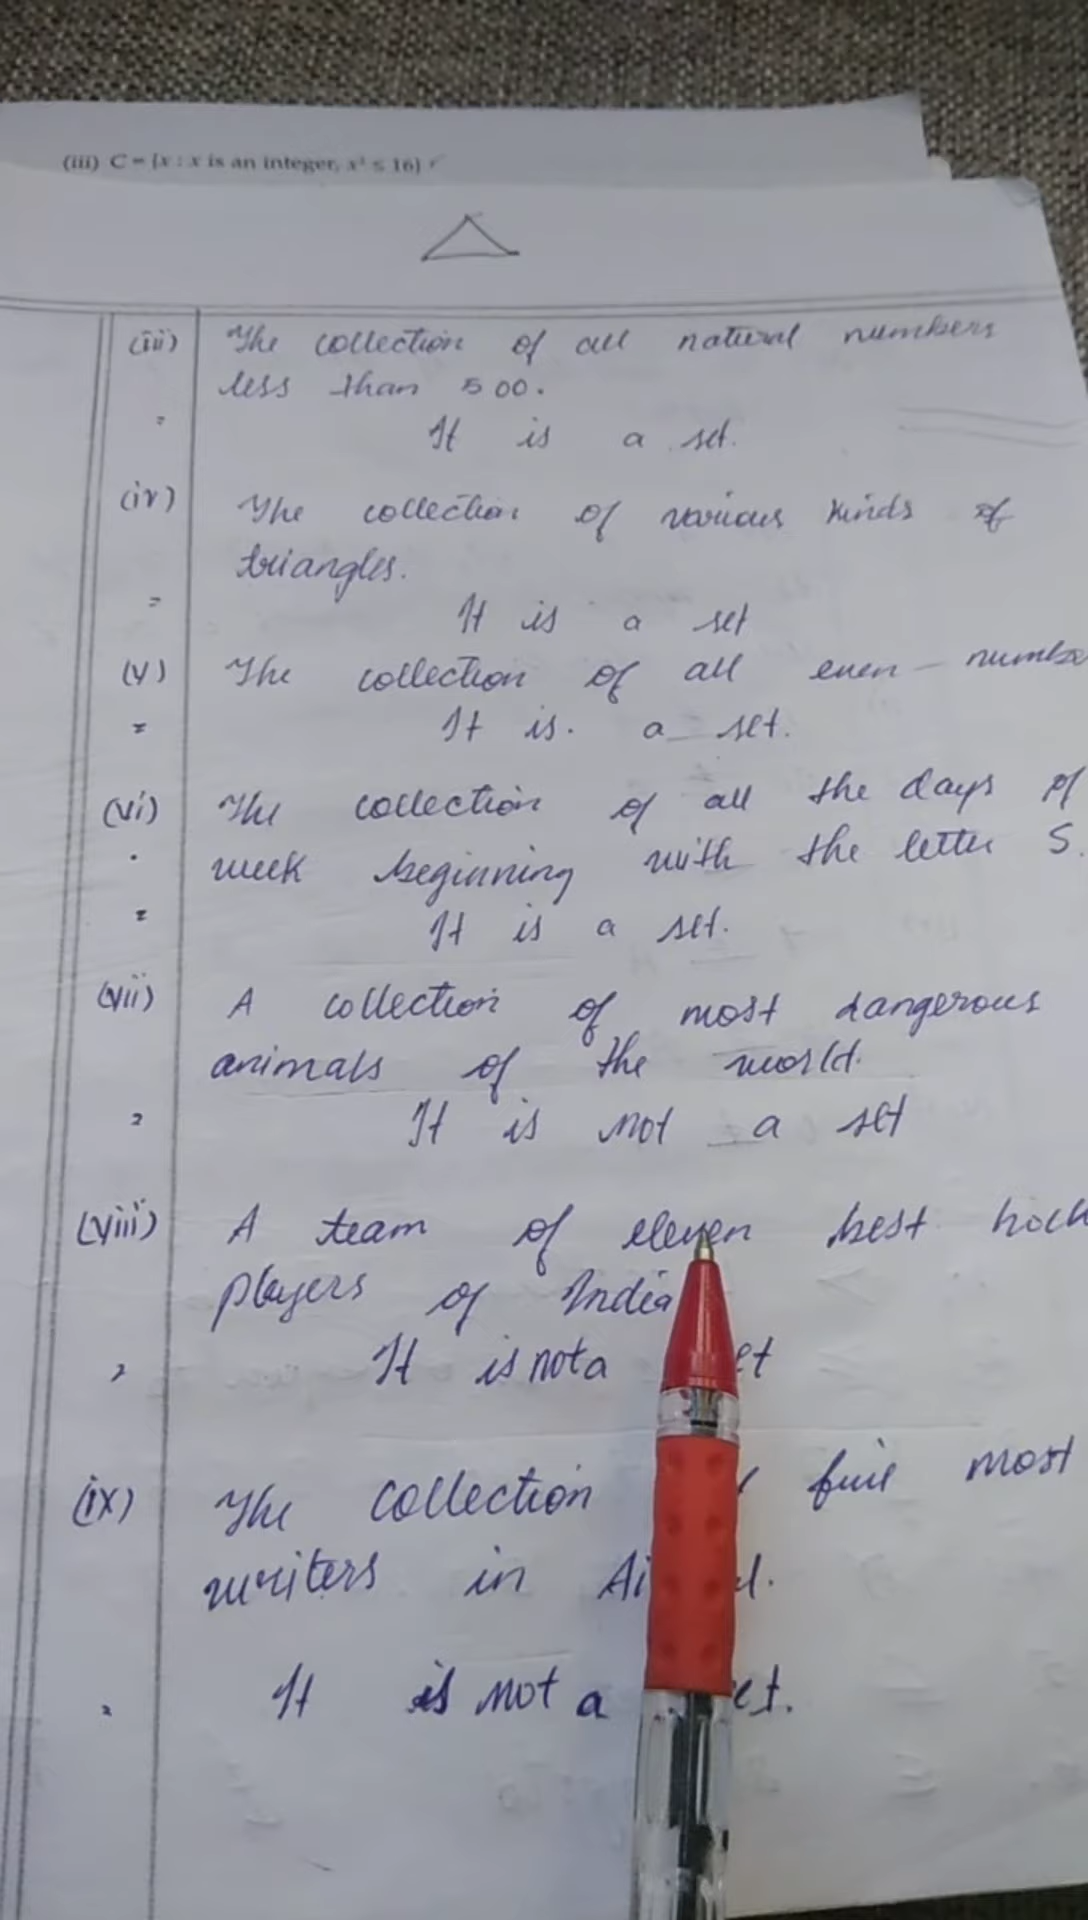 (iii) C = {x : x is an integer, x² ≤ 16}
(iii) The collection of all natural numbers
less than 500.
= It is a set.
(iv) The collection of various kinds of
triangles.
= It is a set
(v) The collection of all even numbe
= It is. a set.
(vi) The collection of all the days of
week beginning with the letter S.
= It is a set.
(vii) A collection of most dangerous
animals of the world.
= It is not a set
(viii) A team of eleven best hock
players of India
= It is not a et
(ix) The collection five most
writers in
= It is not a et.